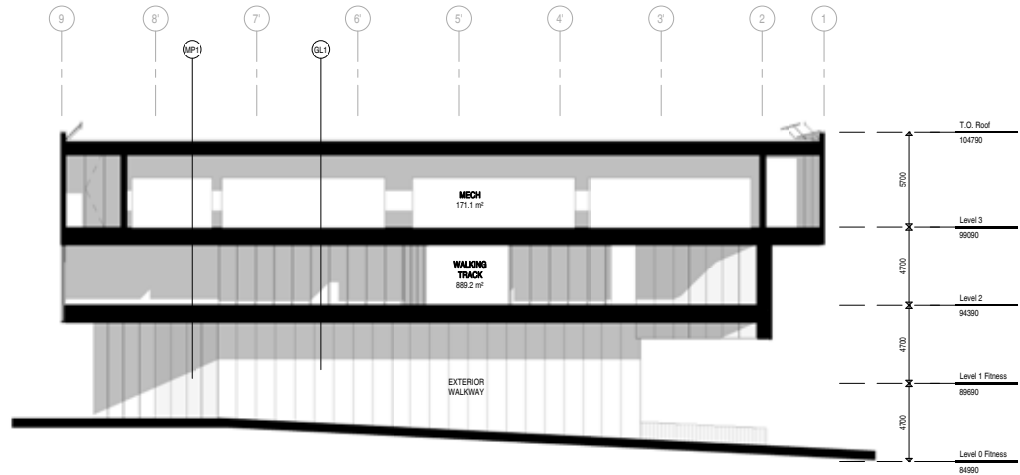 9 8' 7' 6' 5' 4' 3' 2 1
MP1 GL1
T.O. Roof
104790
5700
MECH
171.1 m²
Level 3
99090
4700
WALKING
TRACK
889.2 m²
Level 2
94390
4700
EXTERIOR
WALKWAY
Level 1 Fitness
89690
4700
Level 0 Fitness
84990